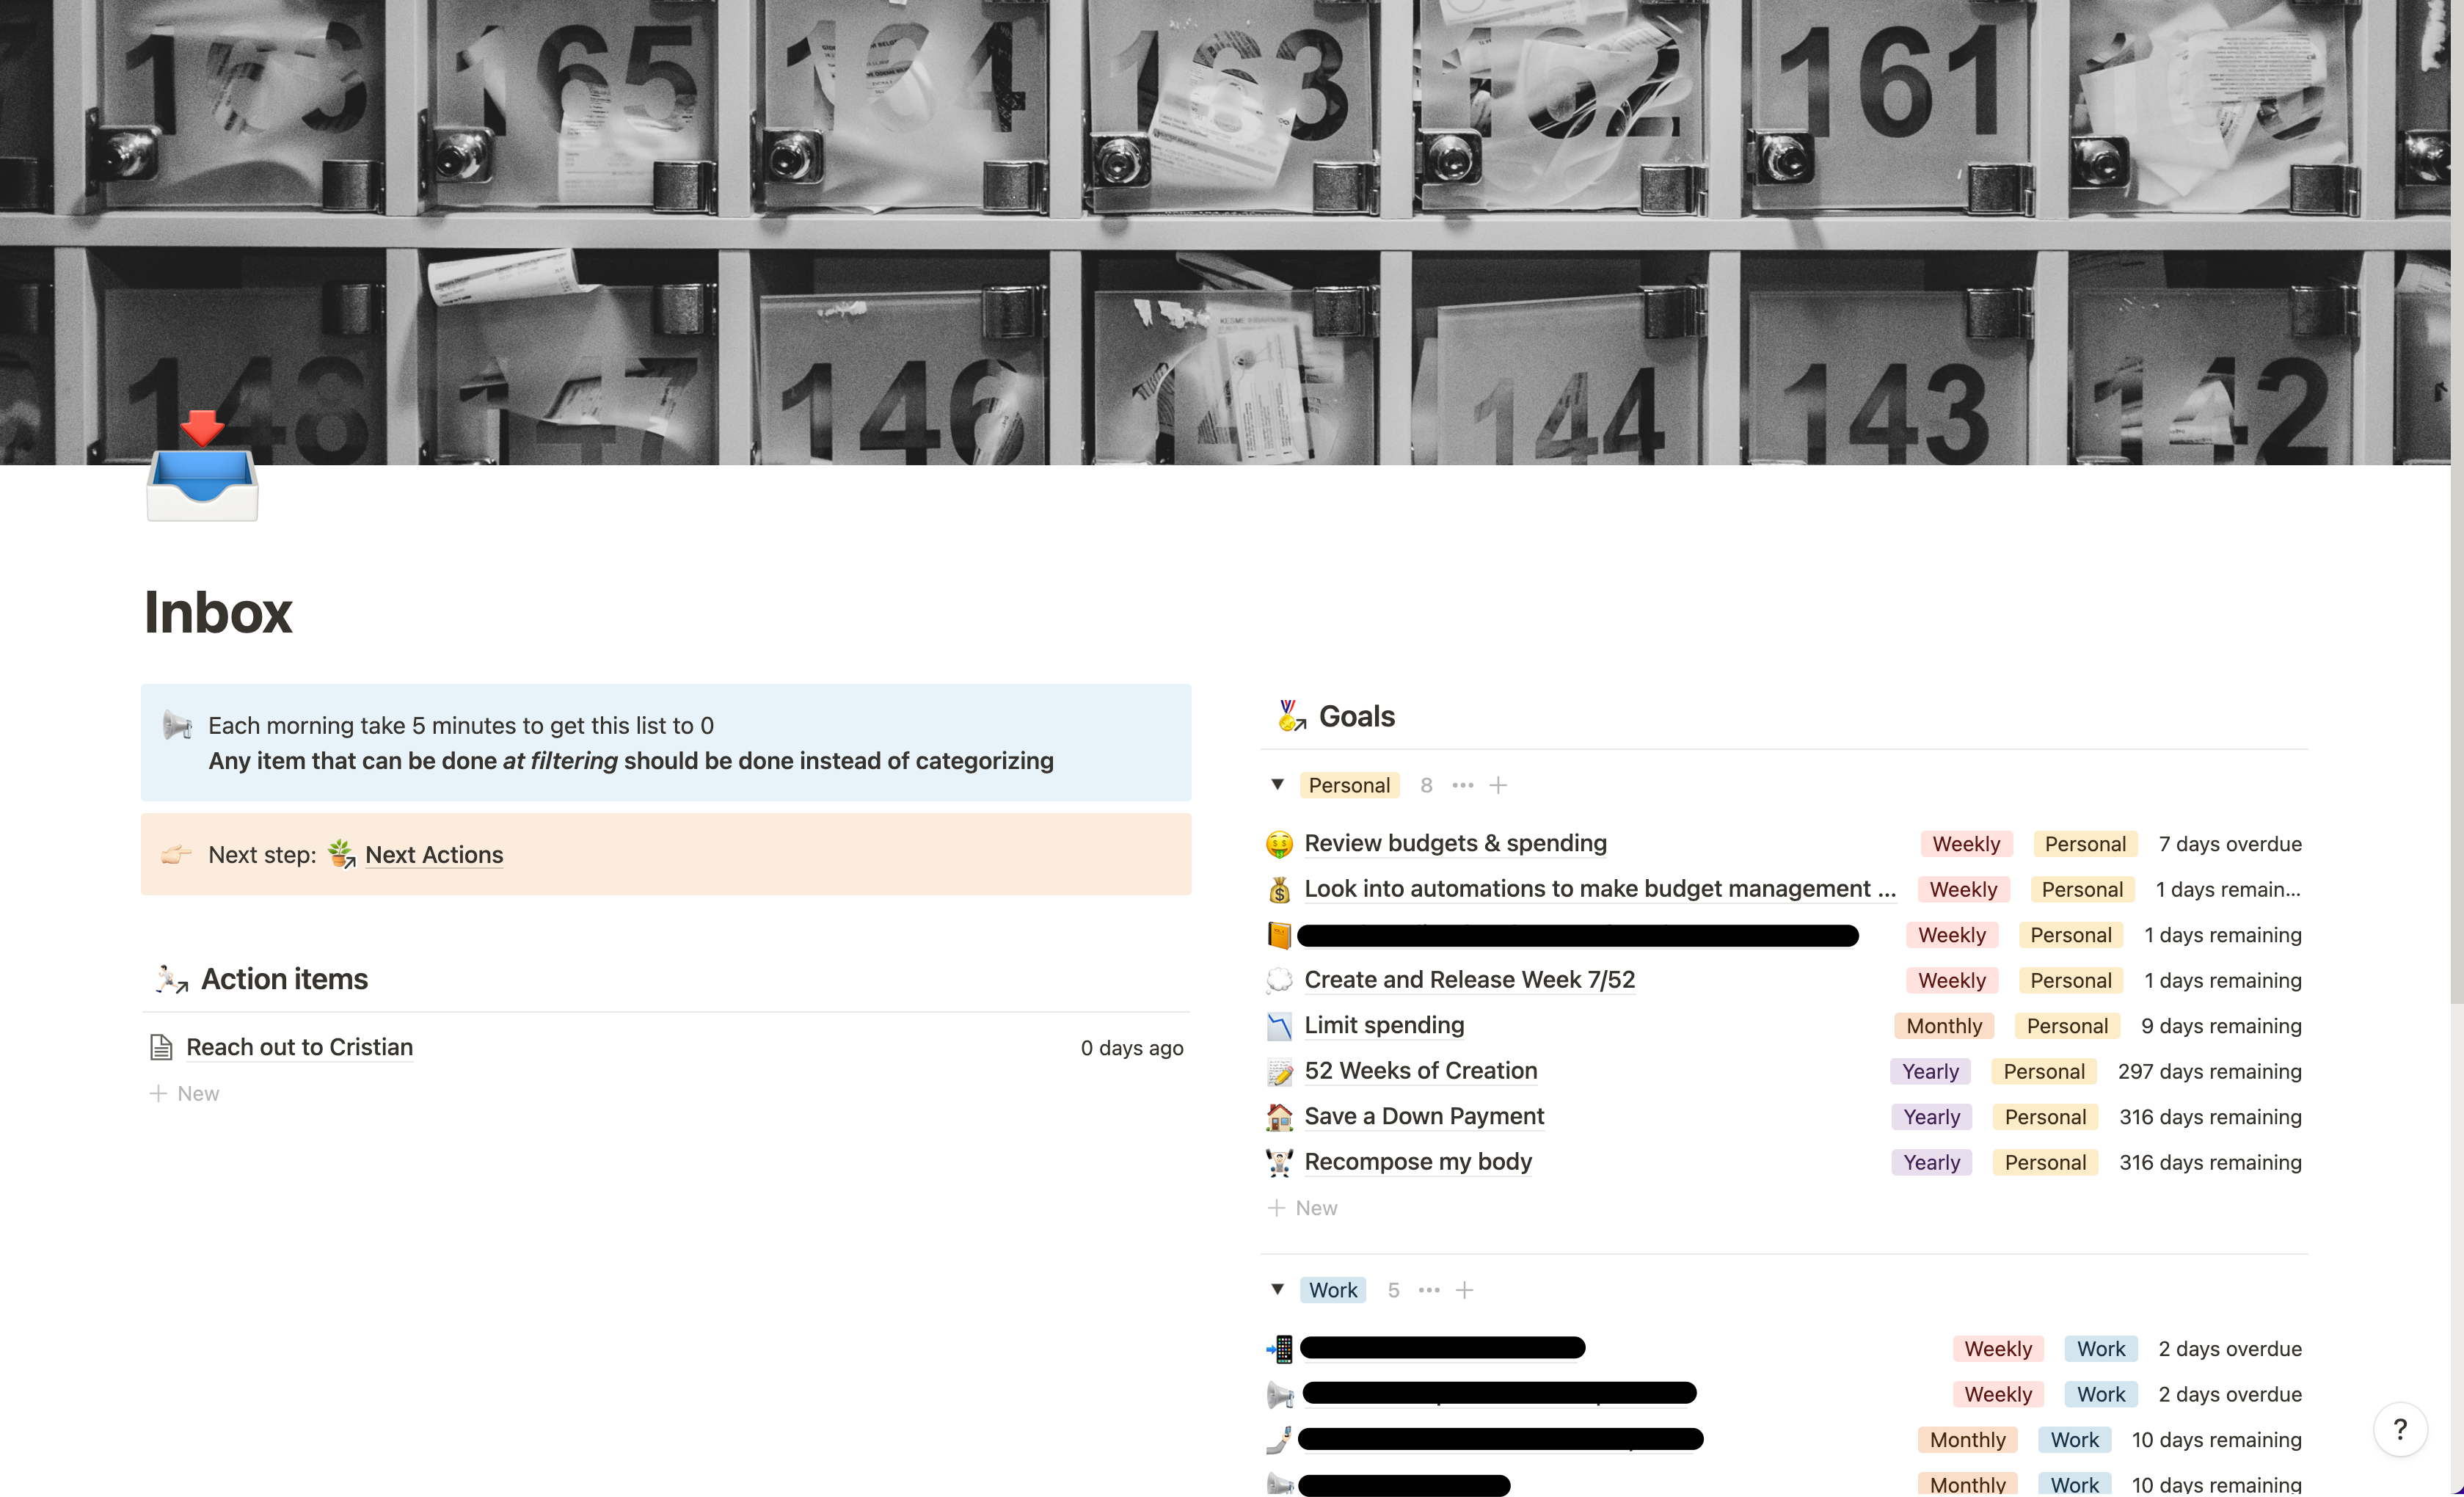 165
163
161
148
147
146
144
143
142
Inbox
Each morning take 5 minutes to get this list to 0
Any item that can be done at filtering should be done instead of categorizing
Next step: Next Actions
Action items
Reach out to Cristian 0 days ago
New
Goals
Personal 8
Review budgets & spending Weekly Personal 7 days overdue
Look into automations to make budget management ... Weekly Personal 1 days remain...
Weekly Personal 1 days remaining
Create and Release Week 7/52 Weekly Personal 1 days remaining
Limit spending Monthly Personal 9 days remaining
52 Weeks of Creation Yearly Personal 297 days remaining
Save a Down Payment Yearly Personal 316 days remaining
Recompose my body Yearly Personal 316 days remaining
New
Work 5
Weekly Work 2 days overdue
Weekly Work 2 days overdue
Monthly Work 10 days remaining
Monthly Work 10 days remaining
?